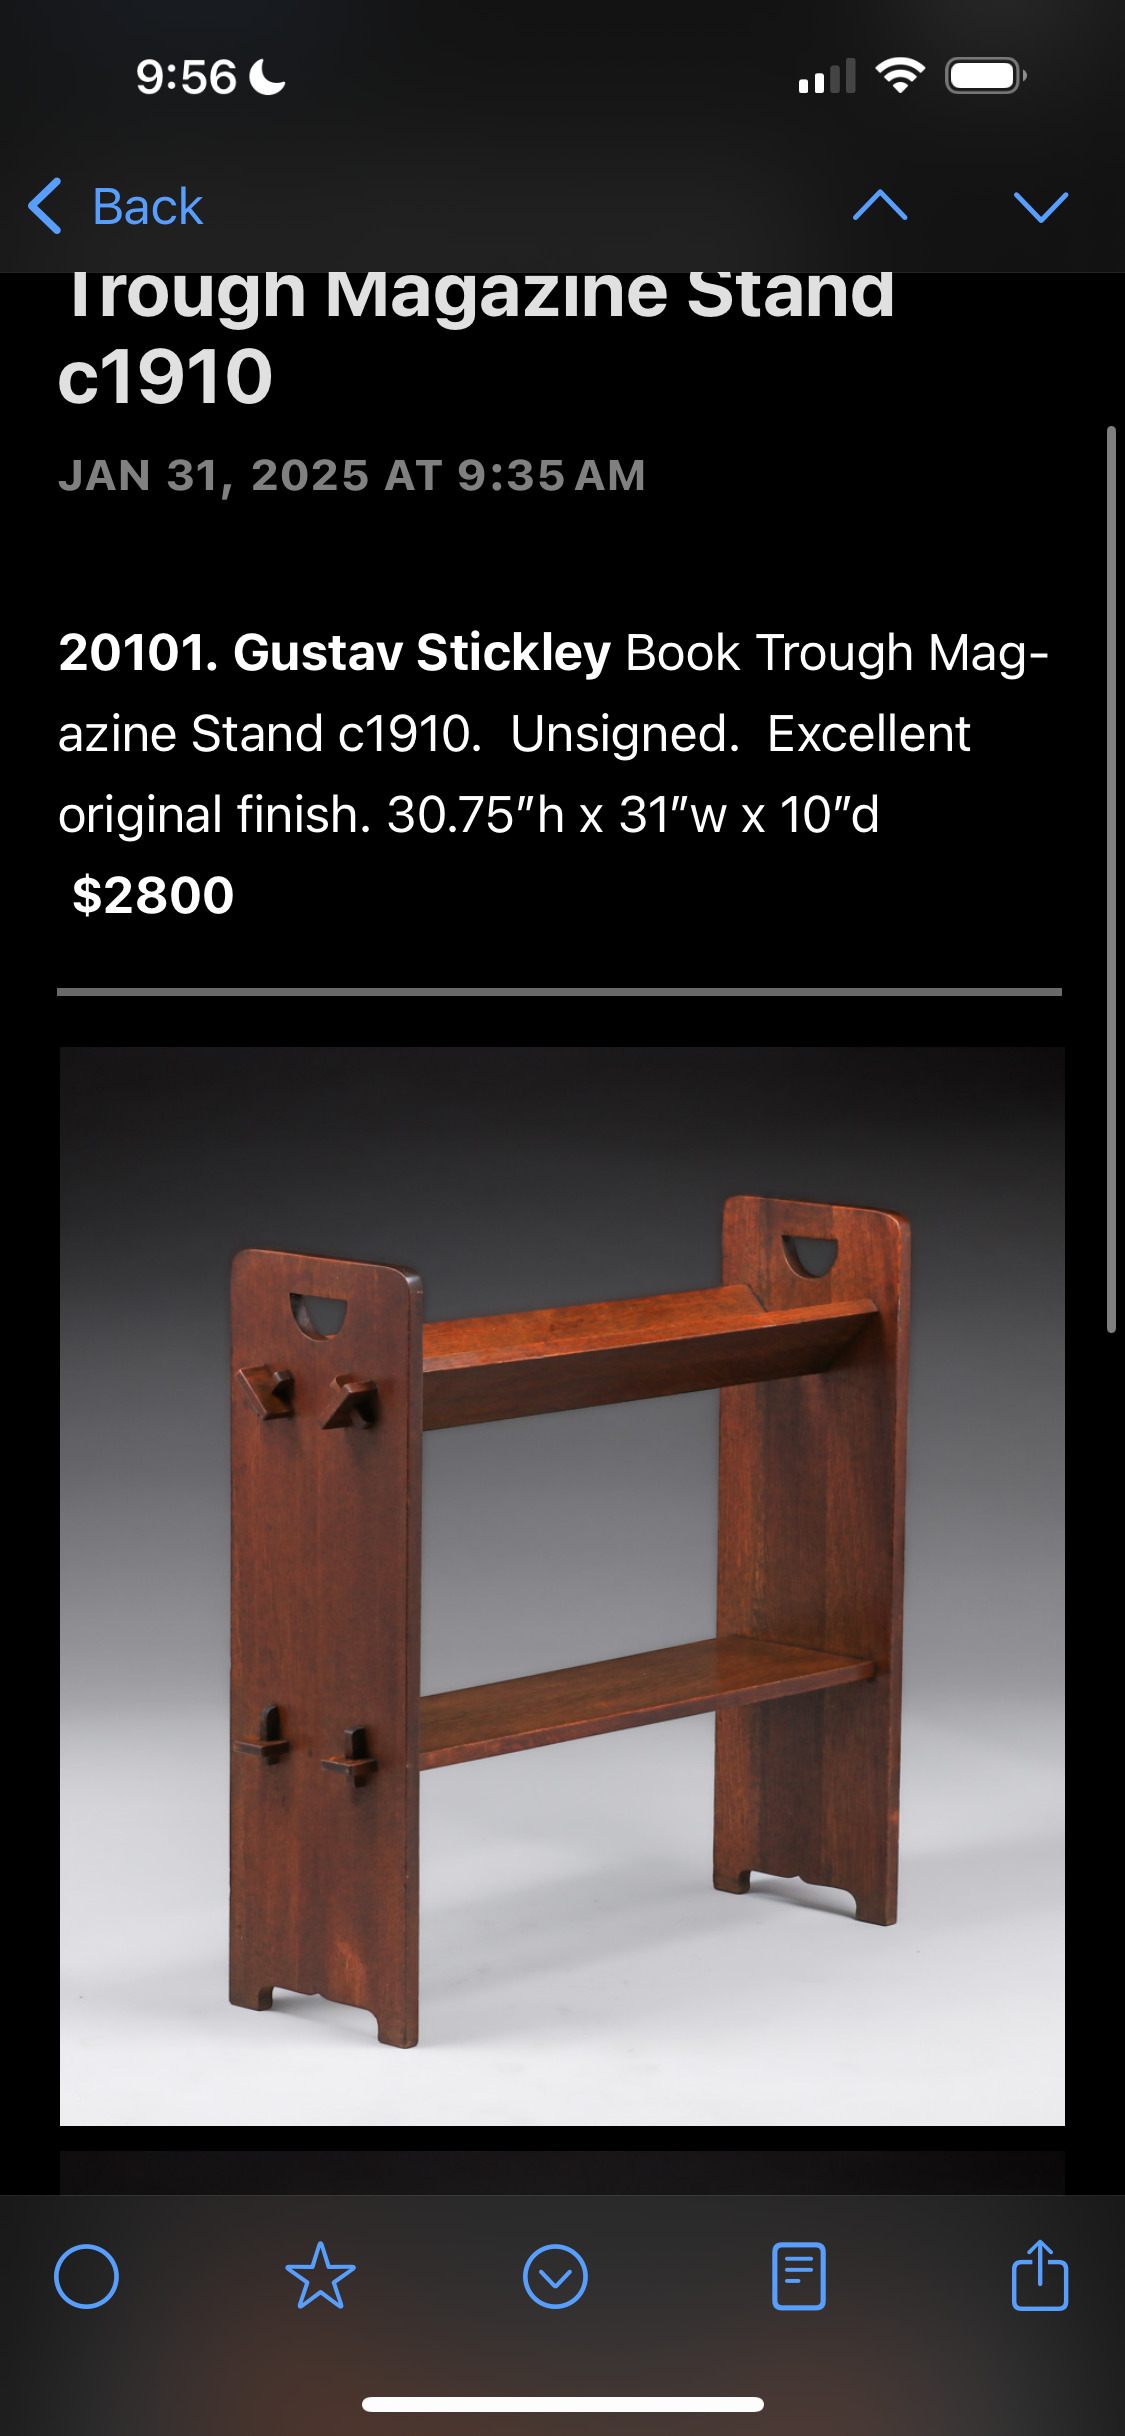 9:56
Back
Trough Magazine Stand
c1910
JAN 31, 2025 AT 9:35 AM
20101. Gustav Stickley Book Trough Mag-
azine Stand c1910.  Unsigned.  Excellent
original finish. 30.75”h x 31”w x 10”d
$2800